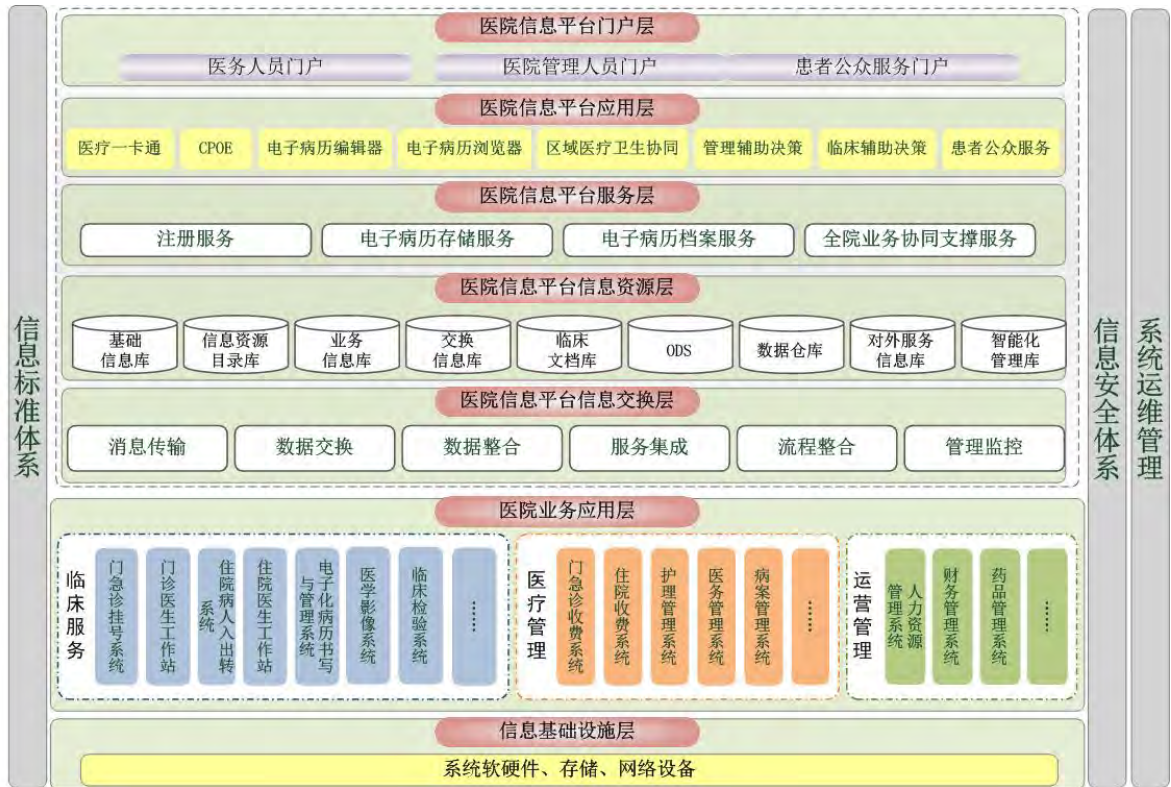 医院信息平台门户层
医务人员门户
医院管理人员门户
患者公众服务门户
医院信息平台应用层
医疗一卡通
CPOE
电子病历编辑器
电子病历浏览器
区域医疗卫生协同
管理辅助决策
临床辅助决策
患者公众服务
医院信息平台服务层
注册服务
电子病历存储服务
电子病历档案服务
全院业务协同支撑服务
医院信息平台信息资源层
基础
信息库
信息资源
目录库
业务
信息库
交换
信息库
临床
文档库
ODS
数据仓库
对外服务
信息库
智能化
管理库
医院信息平台信息交换层
消息传输
数据交换
数据整合
服务集成
流程整合
管理监控
医院业务应用层
临床服务
门急诊挂号系统
门诊医生工作站
住院病人入出转
系统
住院医生工作站
电子化病历书写
与管理系统
医学影像系统
临床检验系统
……
医疗管理
门急诊收费系统
住院收费系统
护理管理系统
医务管理系统
病案管理系统
……
运营管理
人力资源
管理系统
财务管理系统
药品管理系统
……
信息基础设施层
系统软硬件、存储、网络设备
信息标准体系
信息安全体系
系统运维管理